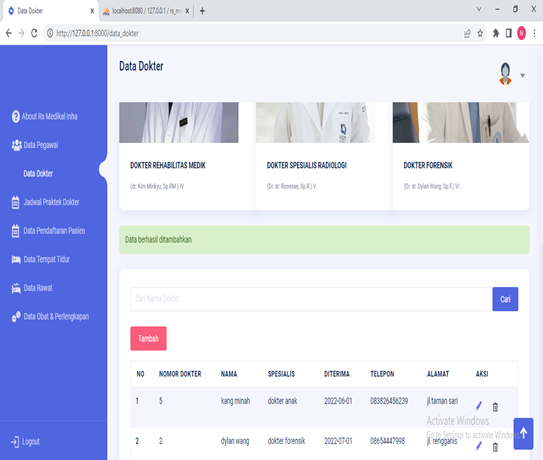 Data Dokter
localhost:8080 / 127.0.0.1 / rs_m
http://127.0.0.1:8000/data_dokter
N
Data Dokter
About Rs Medikal Inha
Data Pegawai
Data Dokter
Jadwal Praktek Dokter
Data Pendaftaran Pasien
Data Tempat Tidur
Data Rawat
Data Obat & Perlengkapan
Logout
DOKTER REHABILITAS MEDIK
(dr. Kim Minkyu, Sp.RM.) IV
DOKTER SPESIALIS RADIOLOGI
(Dr. dr. Roneeae, Sp.R.) V
DOKTER FORENSIK
(Dr. dr. Dylan Wang, Sp.F) VI
Data berhasil ditambahkan
Cari Nama Dokter...
Cari
Tambah
NO NOMOR DOKTER NAMA SPESIALIS DITERIMA TELEPON ALAMAT AKSI
1 5 kang minah dokter anak 2022-06-01 083826456239 jl.taman sari
2 2 dylan wang dokter forensik 2022-07-01 08654447998 jl. rengganis
Activate Windows
Go to Settings to activate Windows.